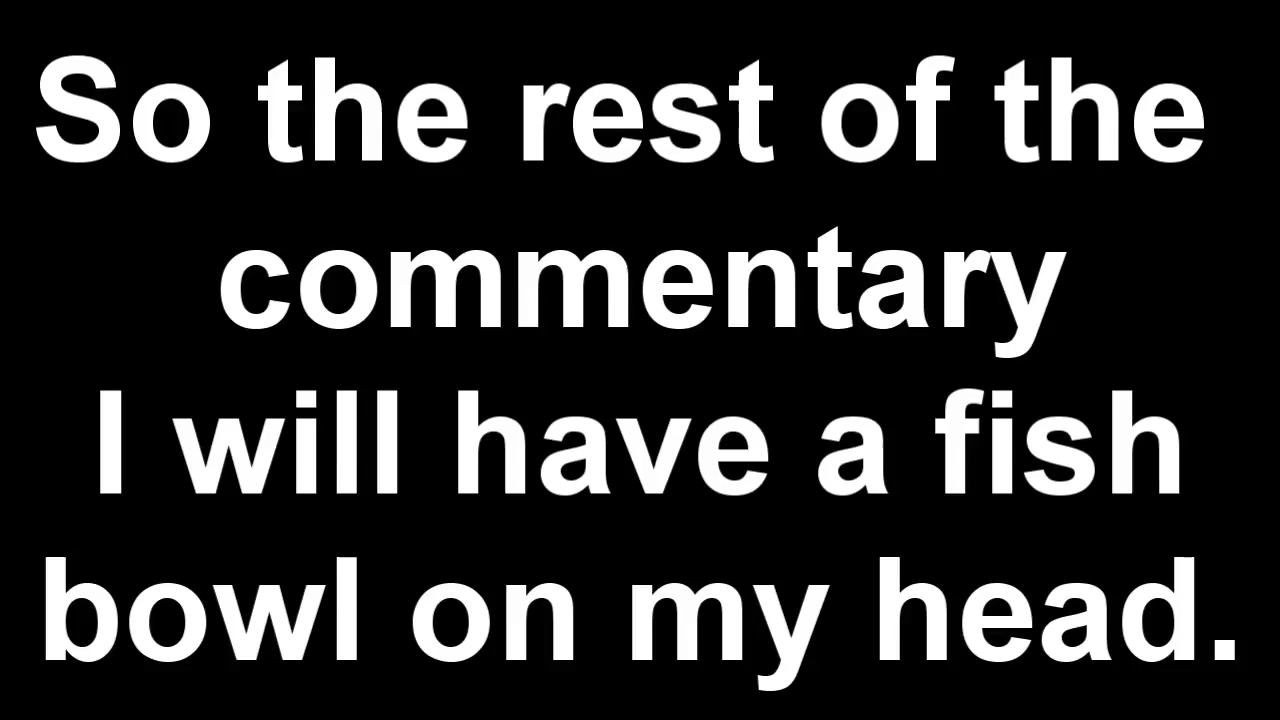 So the rest of the
commentary
I will have a fish
bowl on my head.